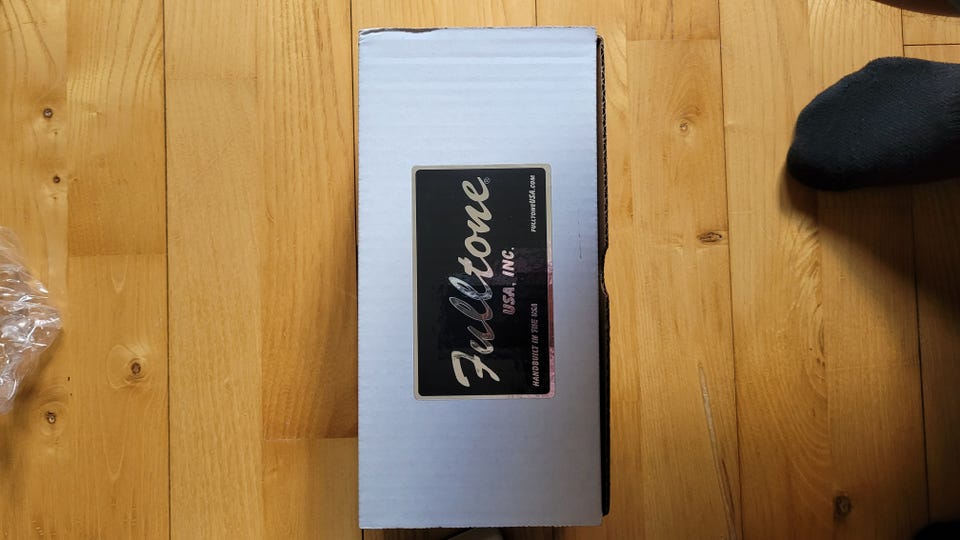 Fulltone®
USA, INC.
HANDBUILT IN THE USA
FULLTONEUSA.COM